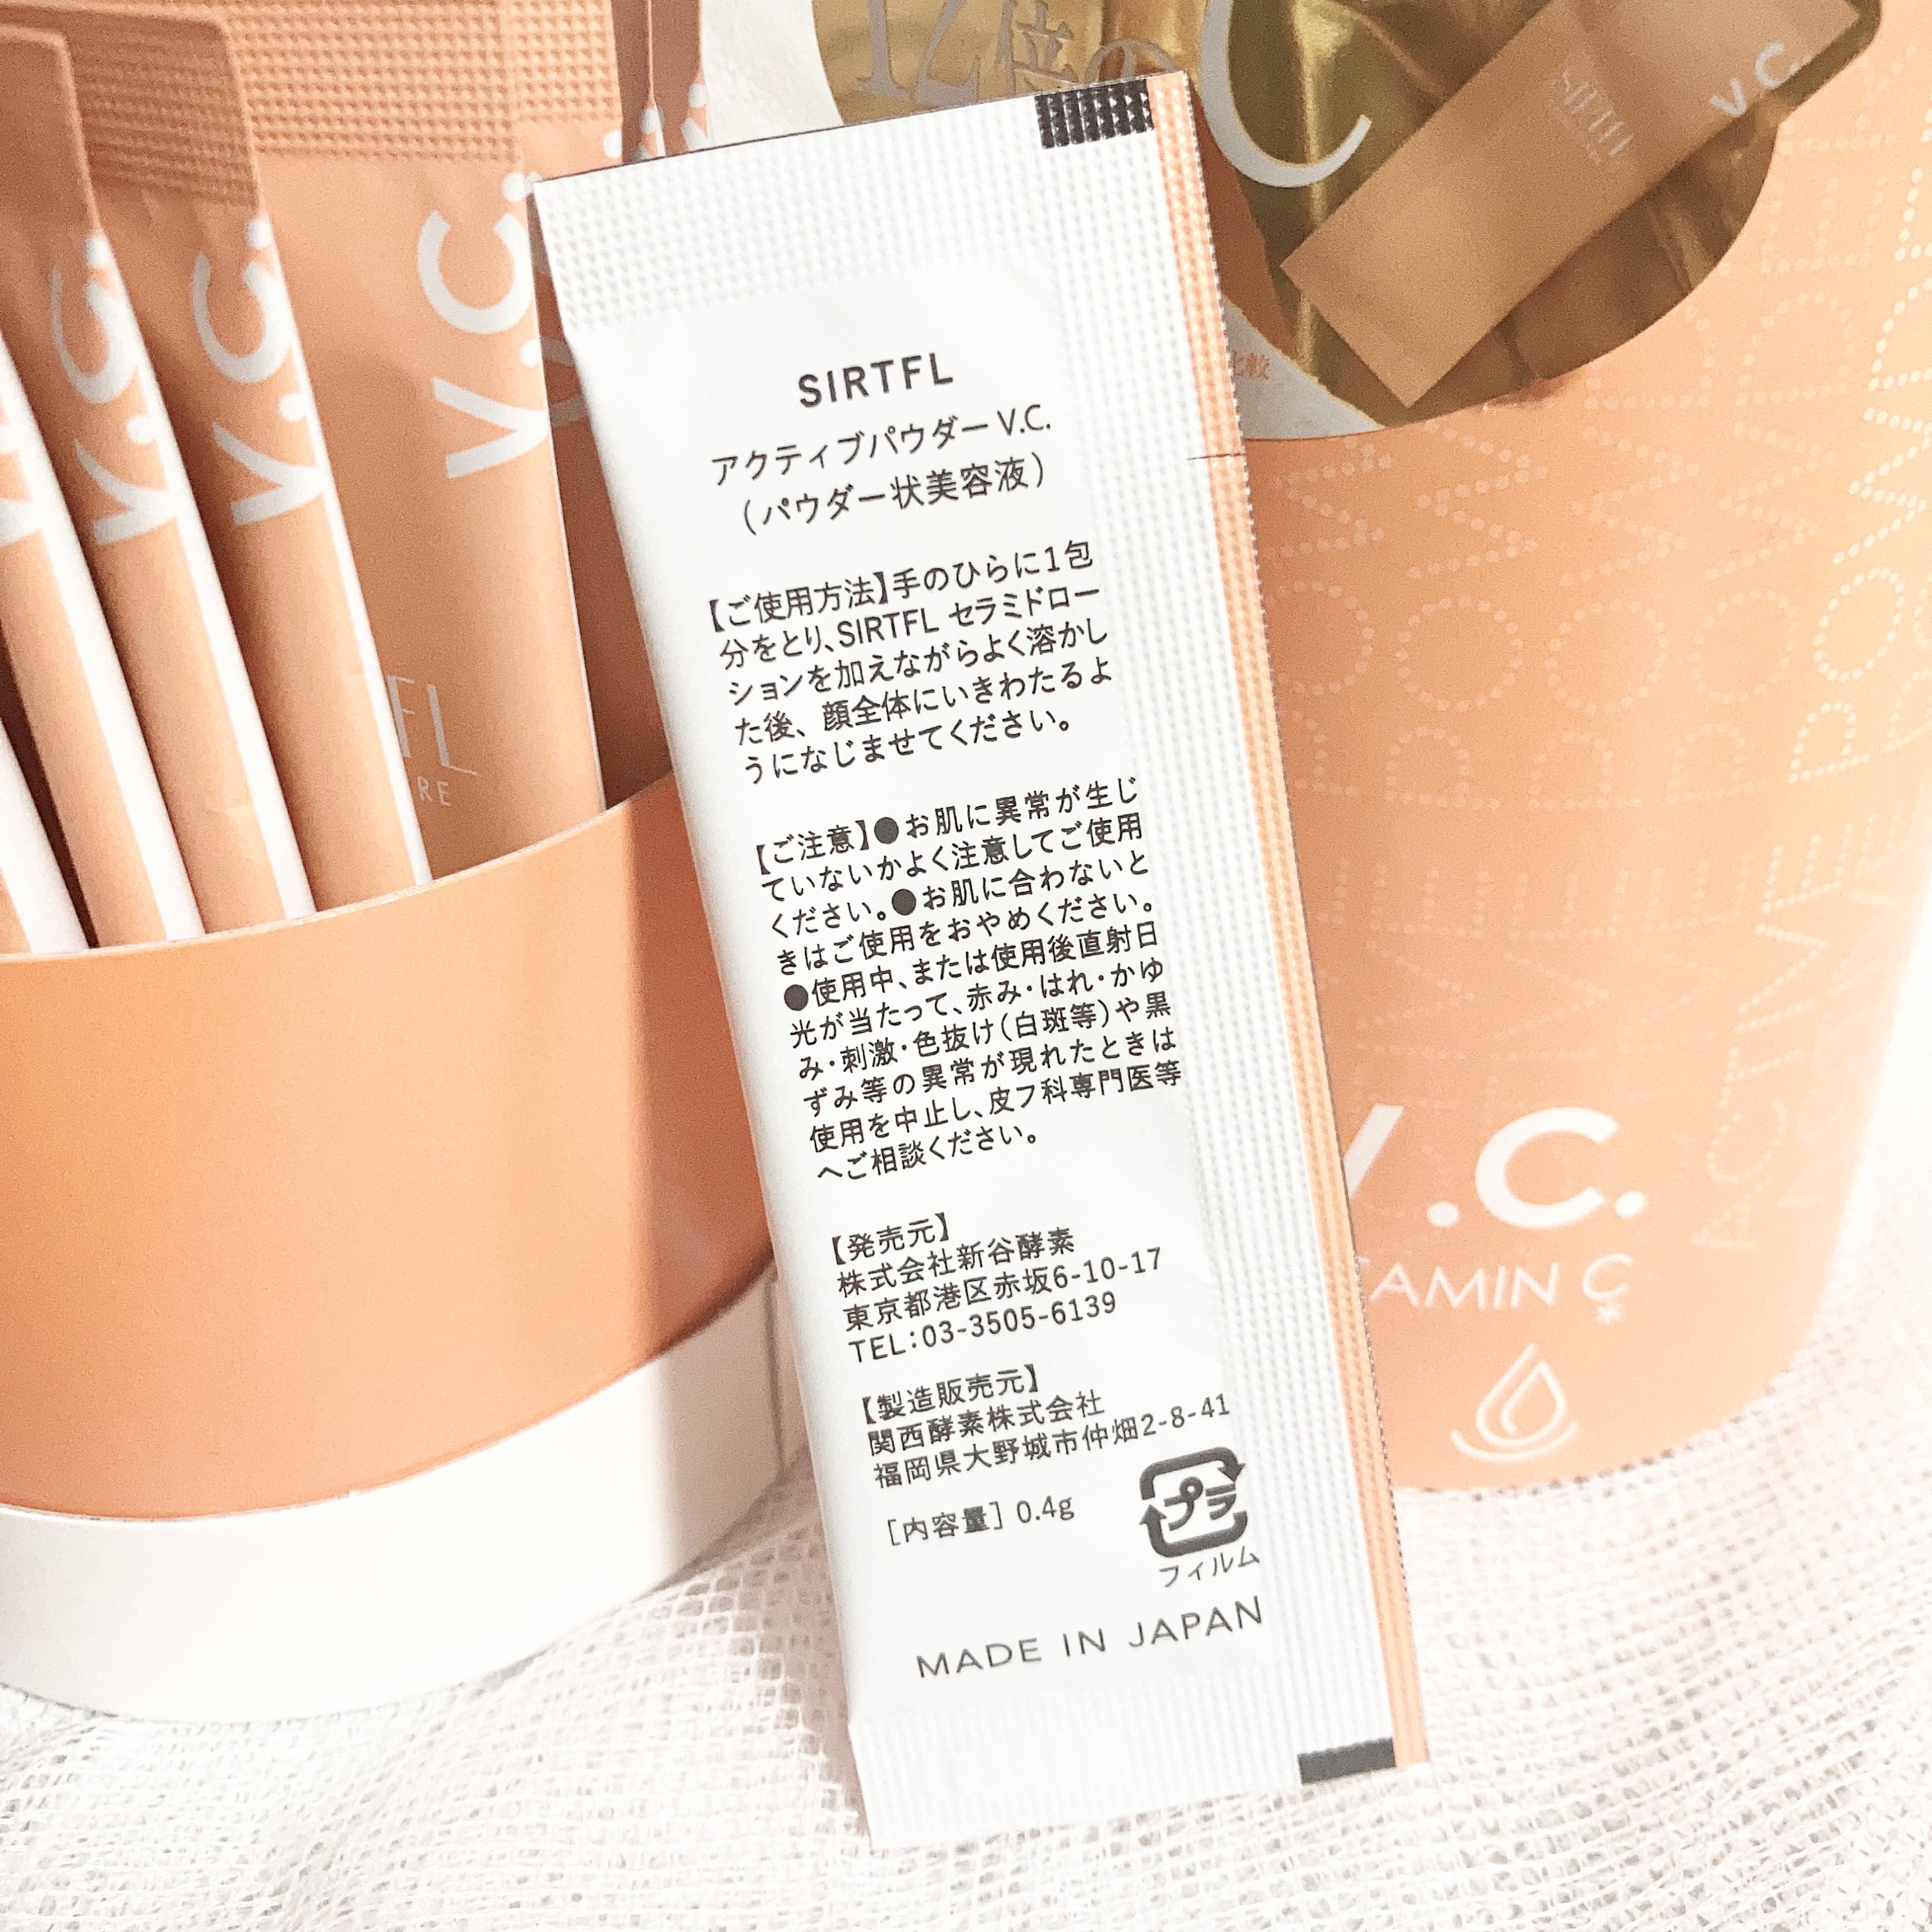 SIRTFL
アクティブパウダー V.C.
（パウダー状美容液）
【ご使用方法】手のひらに1包
分をとり、SIRTFL セラミドロー
ションを加えながらよく溶かし
た後、顔全体にいきわたるよ
うになじませてください。
【ご注意】●お肌に異常が生じ
ていないかよく注意してご使用
ください。●お肌に合わないと
きはご使用をおやめください。
●使用中、または使用後直射日
光が当たって、赤み・はれ・かゆ
み・刺激・色抜け（白斑等）や黒
ずみ等の異常が現れたときは
使用を中止し、皮フ科専門医等
へご相談ください。
【発売元】
株式会社新谷酵素
東京都港区赤坂6-10-17
TEL：03-3505-6139
【製造販売元】
関西酵素株式会社
福岡県大野城市仲畑2-8-41
［内容量］0.4g
プラ
フィルム
MADE IN JAPAN
V.C.
V.C.
V.C.
12倍の
C
V.C.
比較
V.C.
C*
ACTIVE POW